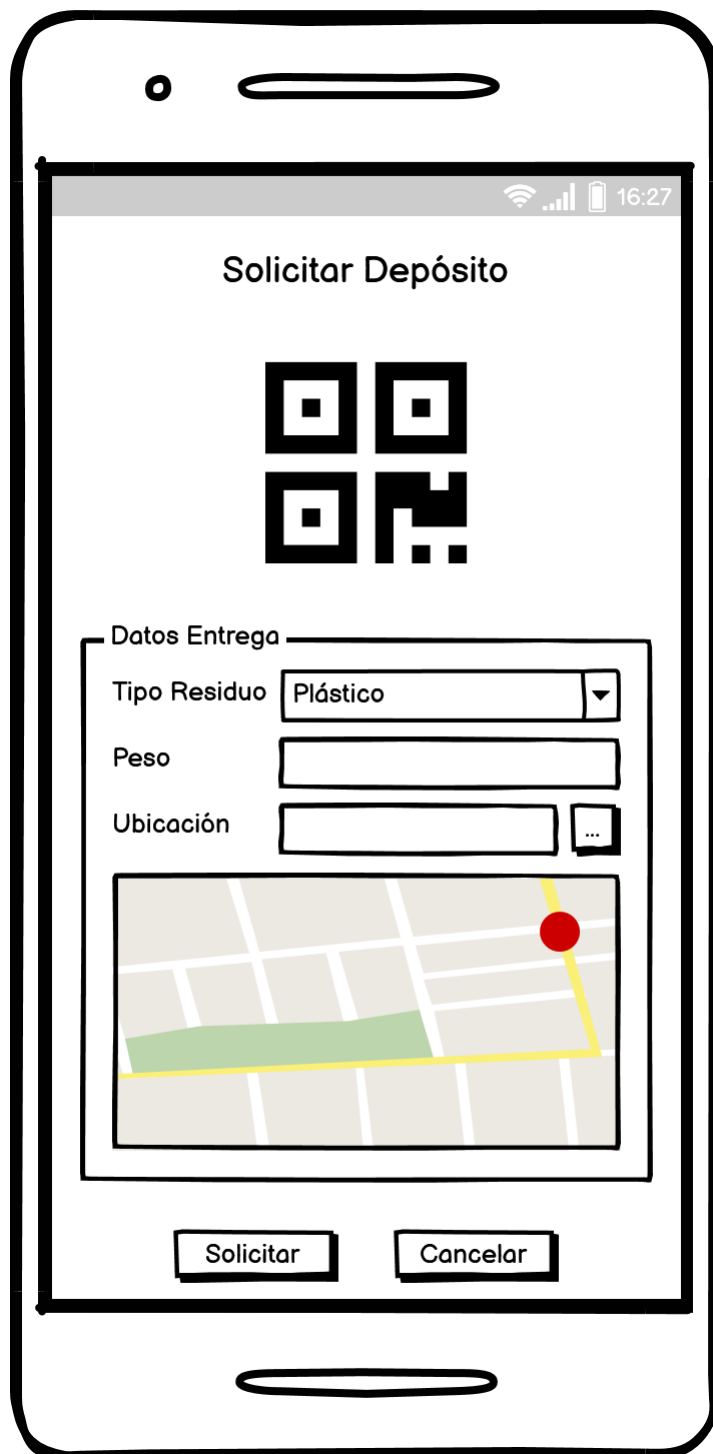 16:27
Solicitar Depósito
Datos Entrega
Tipo Residuo Plástico
Peso
Ubicación ...
Solicitar Cancelar